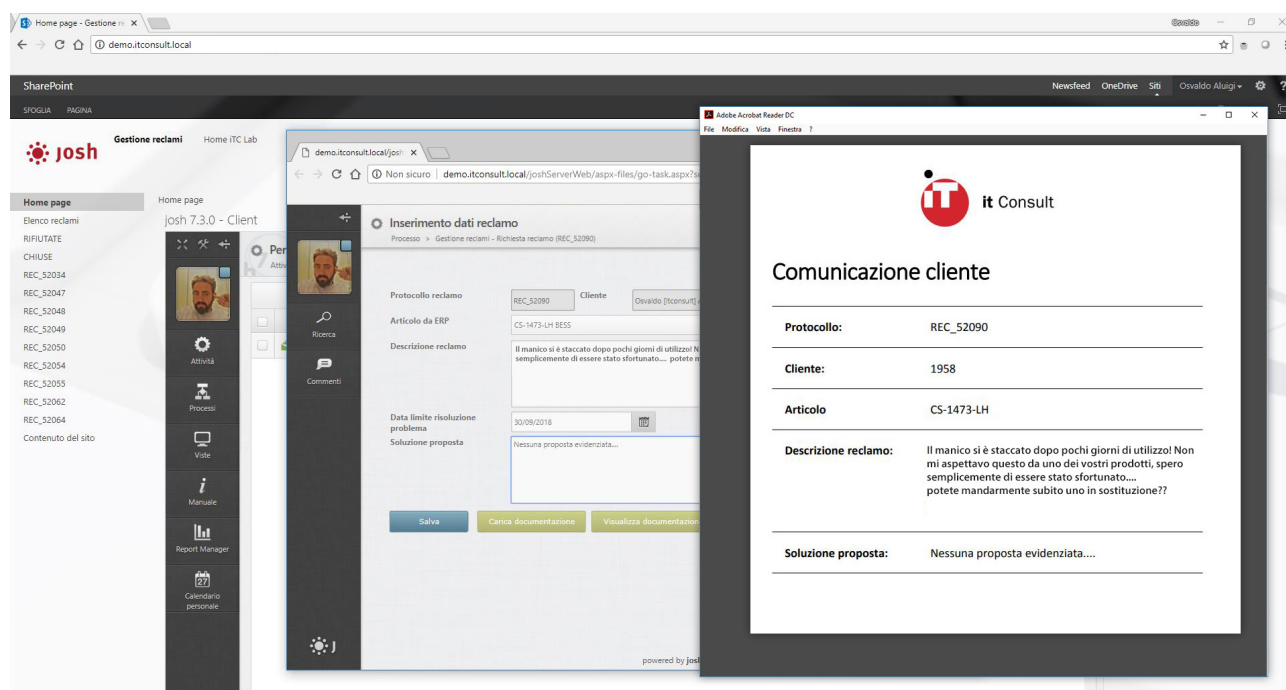 Home page - Gestione re
Osvaldo
demo.itconsult.local
SharePoint
Newsfeed OneDrive Siti Osvaldo Aluigi
SFOGLIA PAGINA
josh
Gestione reclami Home iTC Lab
Home page
Elenco reclami
RIFIUTATE
CHIUSE
REC_52034
REC_52047
REC_52048
REC_52049
REC_52050
REC_52054
REC_52055
REC_52062
REC_52064
Contenuto del sito
Home page
josh 7.3.0 - Client
Attività
Processi
Viste
Manuale
Report Manager
27
Calendario
personale
Per
Attiv
demo.itconsult.local/josh
Non sicuro | demo.itconsult.local/joshServerWeb/aspx-files/go-task.aspx?s
Ricerca
Commenti
J
Inserimento dati reclamo
Processo > Gestione reclami - Richiesta reclamo (REC_52090)
Protocollo reclamo REC_52090 Cliente Osvaldo [Itconsult]
Articolo da ERP CS-1473-LH BESS
Descrizione reclamo Il manico si è staccato dopo pochi giorni di utilizzo! N
semplicemente di essere stato sfortunato.... potete m
Data limite risoluzione
problema 30/09/2018
Soluzione proposta Nessuna proposta evidenziata....
Salva Carica documentazione Visualizza documentazion
powered by josh
Adobe Acrobat Reader DC
File Modifica Vista Finestra ?
iT it Consult
Comunicazione cliente
Protocollo: REC_52090
Cliente: 1958
Articolo CS-1473-LH
Descrizione reclamo: Il manico si è staccato dopo pochi giorni di utilizzo! Non
mi aspettavo questo da uno dei vostri prodotti, spero
semplicemente di essere stato sfortunato....
potete mandarmente subito uno in sostituzione??
Soluzione proposta: Nessuna proposta evidenziata....